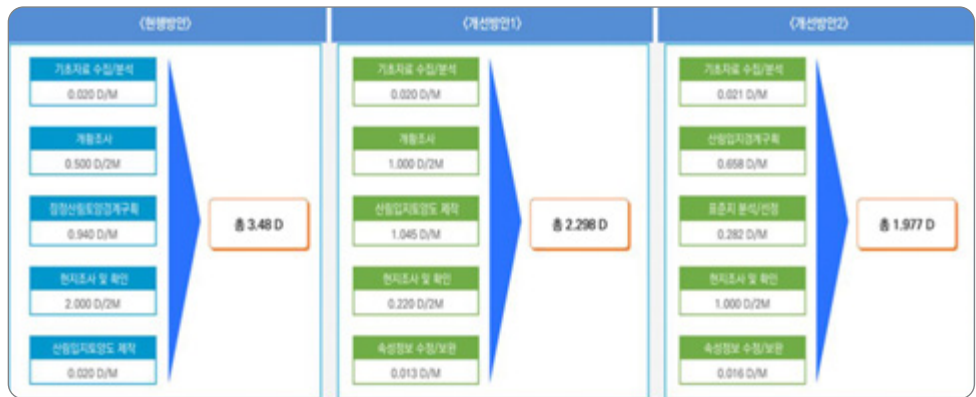 <현행방안>
기초자료 수집/분석
0.020 D/M
개황조사
0.500 D/2M
잠정산림토양경계구획
0.940 D/M
현지조사 및 확인
2.000 D/2M
산림입지토양도 제작
0.020 D/M
총 3.48 D
<개선방안1>
기초자료 수집/분석
0.020 D/M
개황조사
1.000 D/2M
산림입지토양도 제작
1.045 D/M
현지조사 및 확인
0.220 D/2M
속성정보 수정/보완
0.013 D/M
총 2.298 D
<개선방안2>
기초자료 수집/분석
0.021 D/M
산림입지경계구획
0.658 D/M
표준지 분석/선정
0.282 D/M
현지조사 및 확인
1.000 D/2M
속성정보 수정/보완
0.016 D/M
총 1.977 D